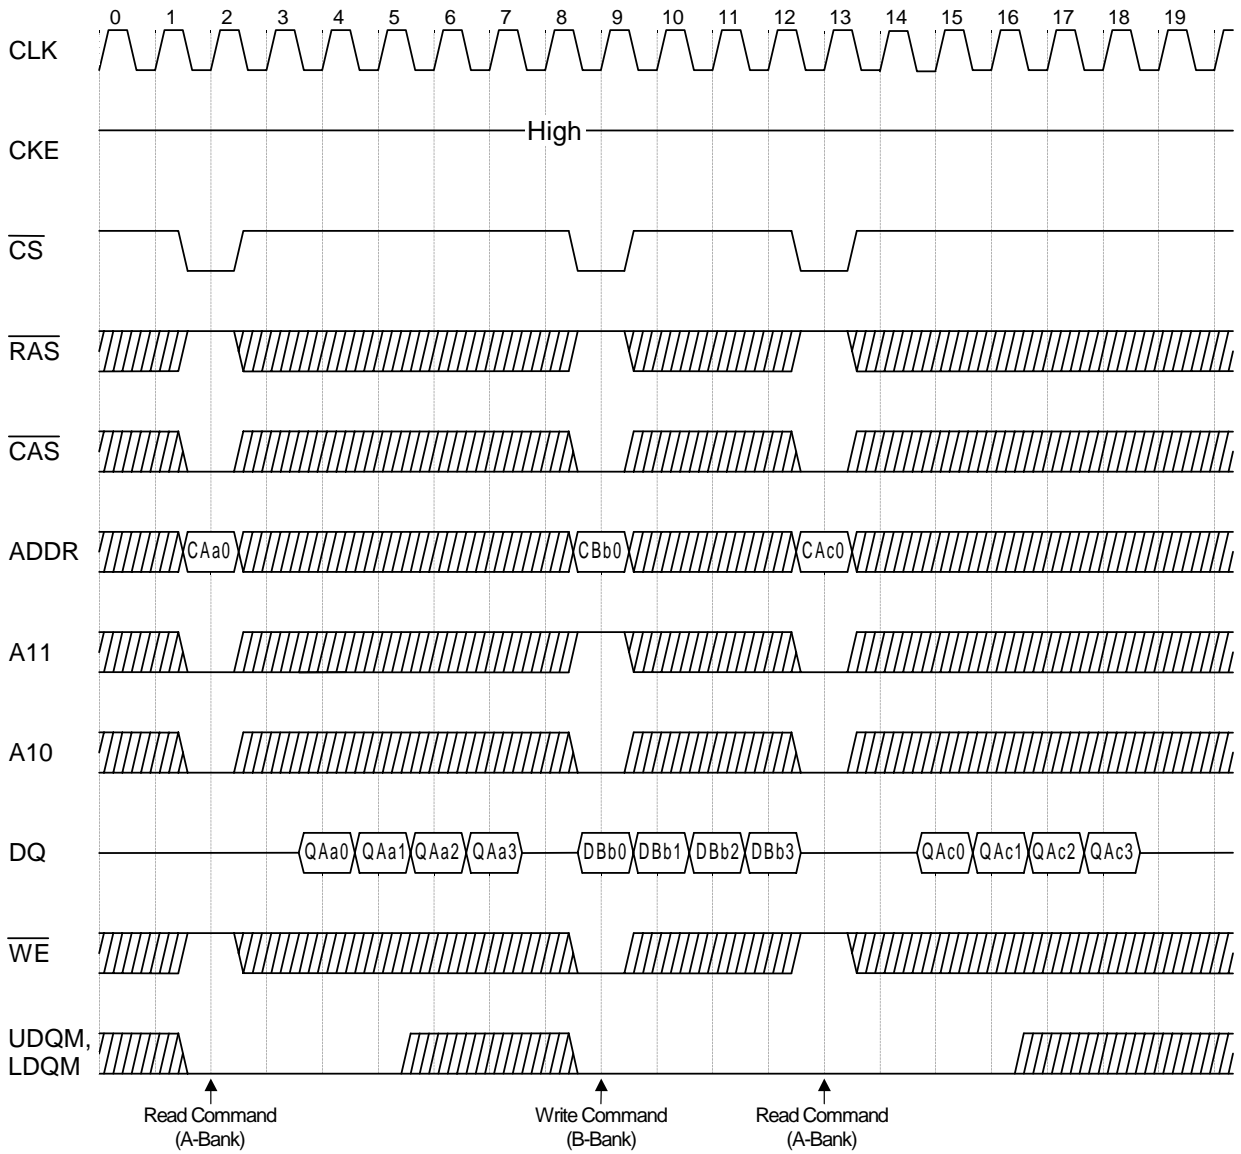 0 1 2 3 4 5 6 7 8 9 10 11 12 13 14 15 16 17 18 19
CLK
High
CKE
CS
RAS
CAS
ADDR CAa0 CBb0 CAc0
A11
A10
DQ QAa0 QAa1 QAa2 QAa3 DBb0 DBb1 DBb2 DBb3 QAc0 QAc1 QAc2 QAc3
WE
UDQM,
LDQM
Read Command Write Command Read Command
(A-Bank) (B-Bank) (A-Bank)